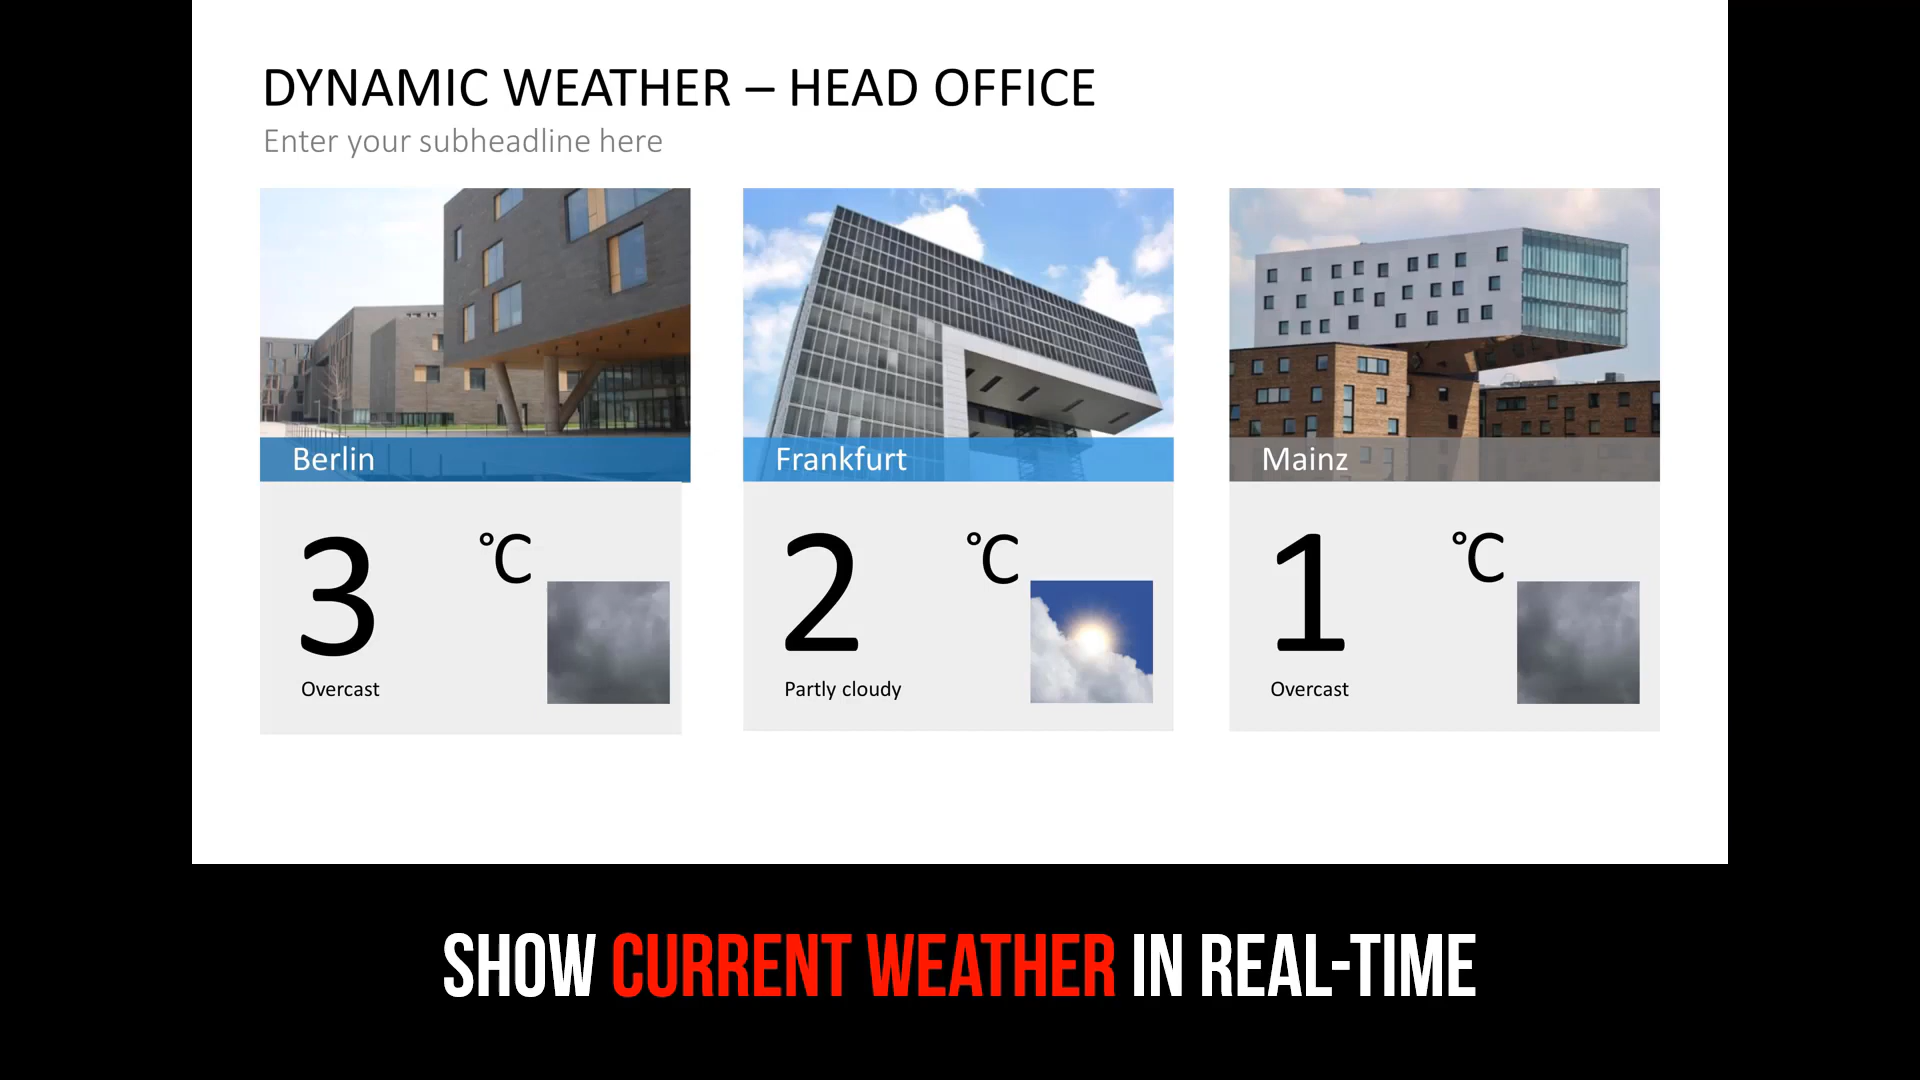 DYNAMIC WEATHER – HEAD OFFICE
Enter your subheadline here
Berlin
3 °C
Overcast
Frankfurt
2 °C
Partly cloudy
Mainz
1 °C
Overcast
SHOW CURRENT WEATHER IN REAL-TIME